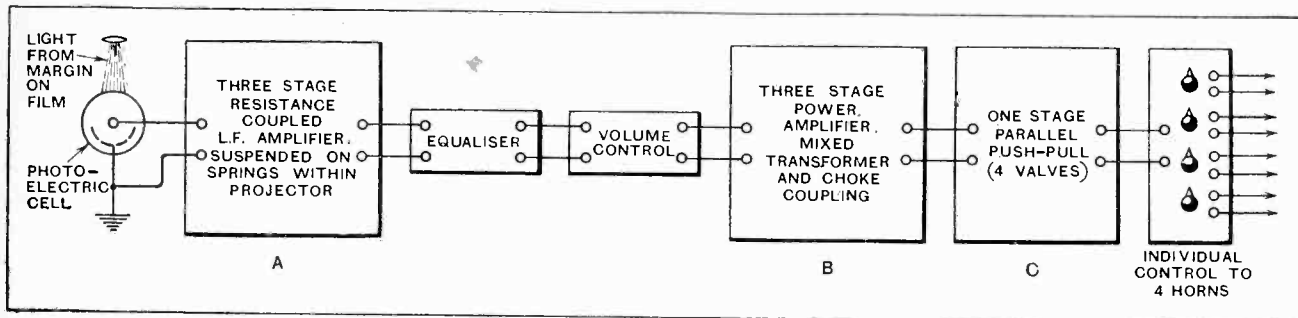 LIGHT
FROM
MARGIN
ON
FILM
PHOTO-
ELECTRIC
CELL
THREE STAGE
RESISTANCE
COUPLED
L.F. AMPLIFIER.
SUSPENDED ON
SPRINGS WITHIN
PROJECTOR
A
EQUALISER
VOLUME
CONTROL
THREE STAGE
POWER.
AMPLIFIER.
MIXED
TRANSFORMER
AND CHOKE
COUPLING
B
ONE STAGE
PARALLEL
PUSH-PULL
(4 VALVES)
C
INDIVIDUAL
CONTROL TO
4 HORNS